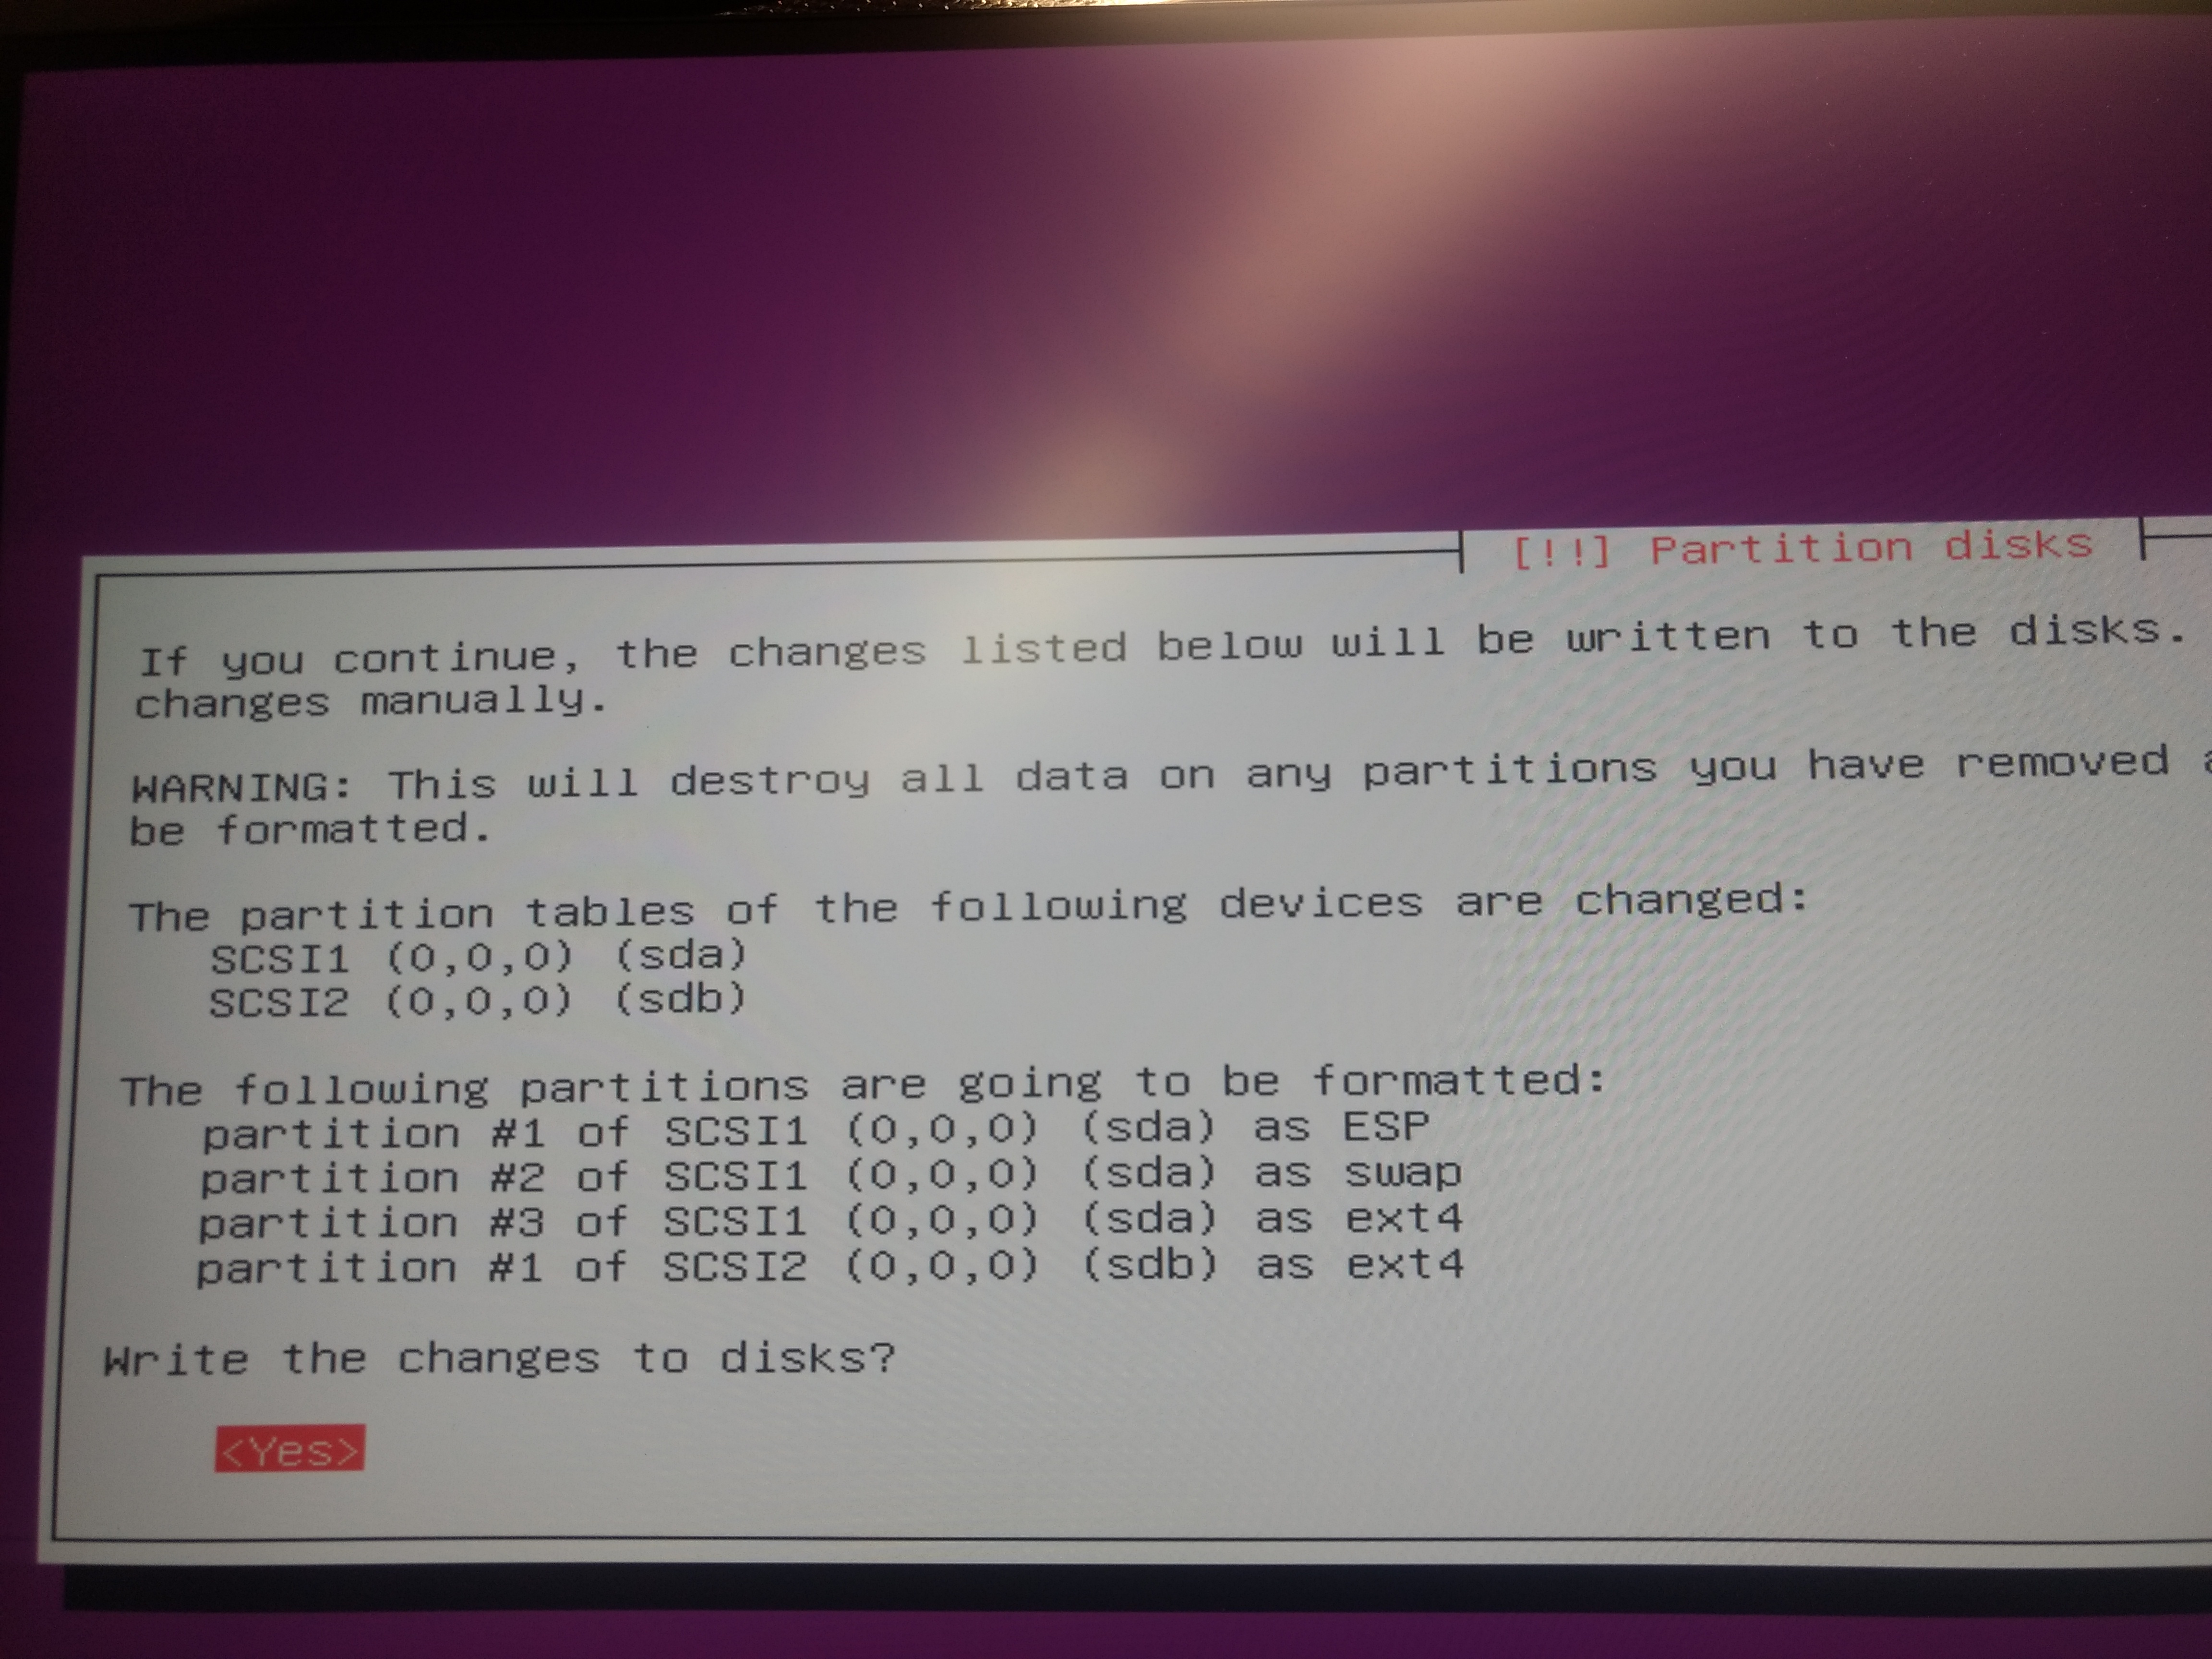 [!!] Partition disks
If you continue, the changes listed below will be written to the disks.
changes manually.
WARNING: This will destroy all data on any partitions you have removed
be formatted.
The partition tables of the following devices are changed:
SCSI1 (0,0,0) (sda)
SCSI2 (0,0,0) (sdb)
The following partitions are going to be formatted:
partition #1 of SCSI1 (0,0,0) (sda) as ESP
partition #2 of SCSI1 (0,0,0) (sda) as swap
partition #3 of SCSI1 (0,0,0) (sda) as ext4
partition #1 of SCSI2 (0,0,0) (sdb) as ext4
Write the changes to disks?
<Yes>